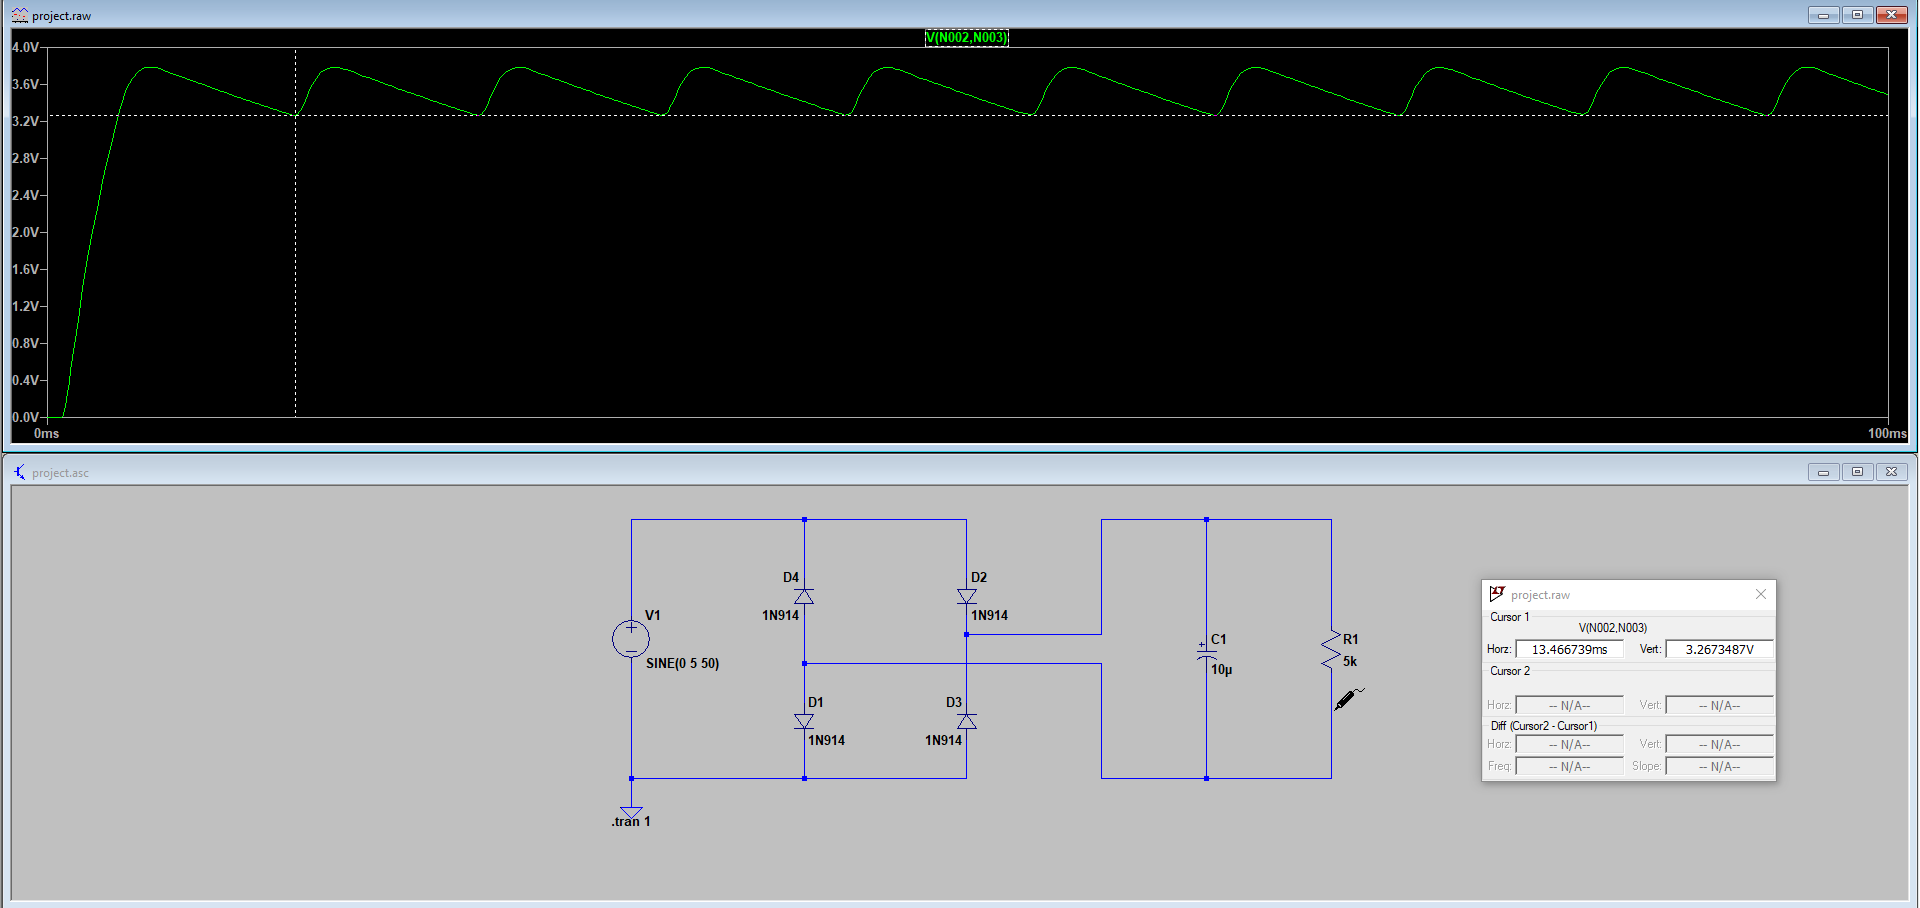 project.raw
V(N002,N003)
4.0V
3.6V
3.2V
2.8V
2.4V
2.0V
1.6V
1.2V
0.8V
0.4V
0.0V
0ms
100ms
project.asc
D4
1N914
D2
1N914
V1
SINE(0 5 50)
C1
10µ
R1
5k
D1
1N914
D3
1N914
.tran 1
project.raw
Cursor 1
V(N002,N003)
Horz: 13.466739ms Vert: 3.2673487V
Cursor 2
Horz: -- N/A-- Vert: -- N/A--
Diff (Cursor2 - Cursor1)
Horz: -- N/A-- Vert: -- N/A--
Freq: -- N/A-- Slope: -- N/A--